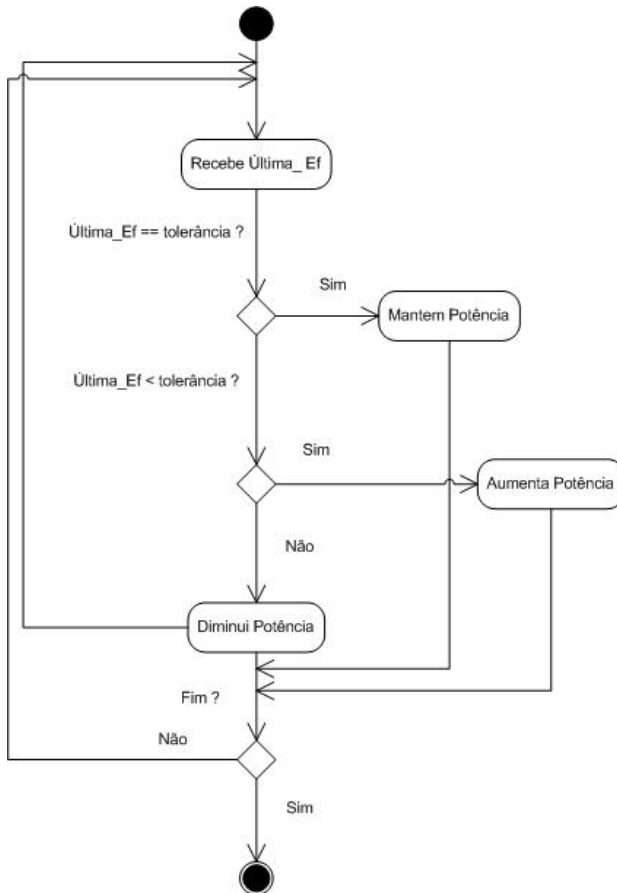 Recebe Última_ Ef
Última_Ef == tolerância ?
Sim
Mantem Potência
Última_Ef < tolerância ?
Sim
Aumenta Potência
Não
Diminui Potência
Fim ?
Não
Sim